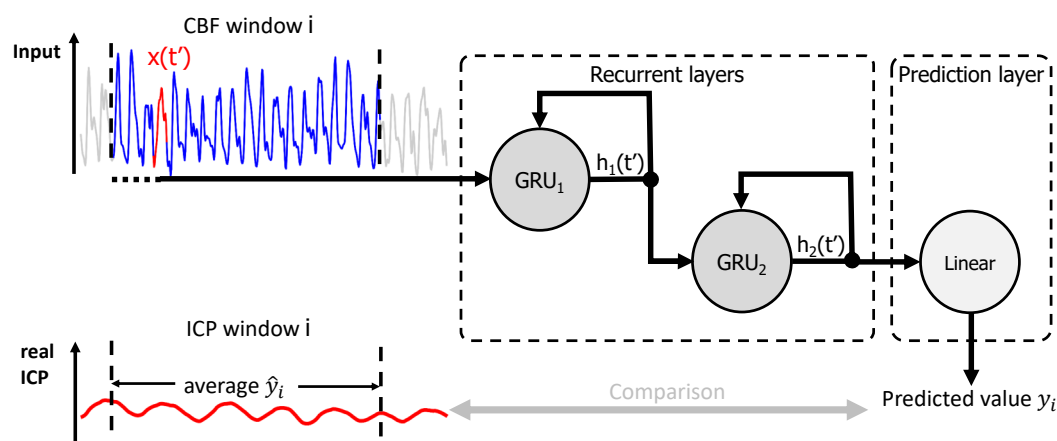 CBF window i
Input
x(t')
Recurrent layers
Prediction layer
GRU₁
h₁(t')
GRU₂
h₂(t')
Linear
ICP window i
real
ICP
average ŷᵢ
Comparison
Predicted value yᵢ